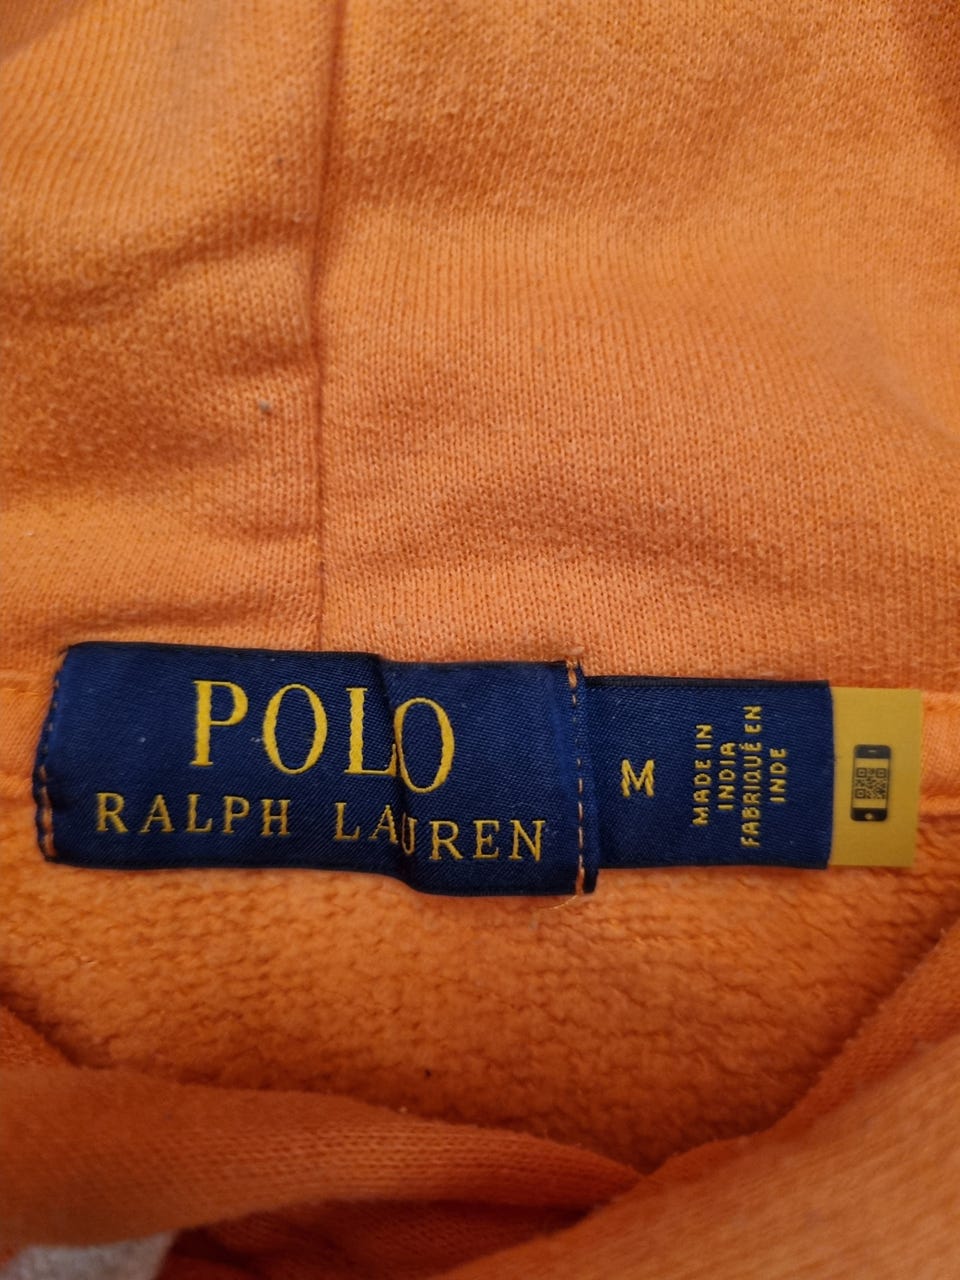 POLO
RALPH LAUREN
M
MADE IN
INDIA
FABRIQUÉ EN
INDE